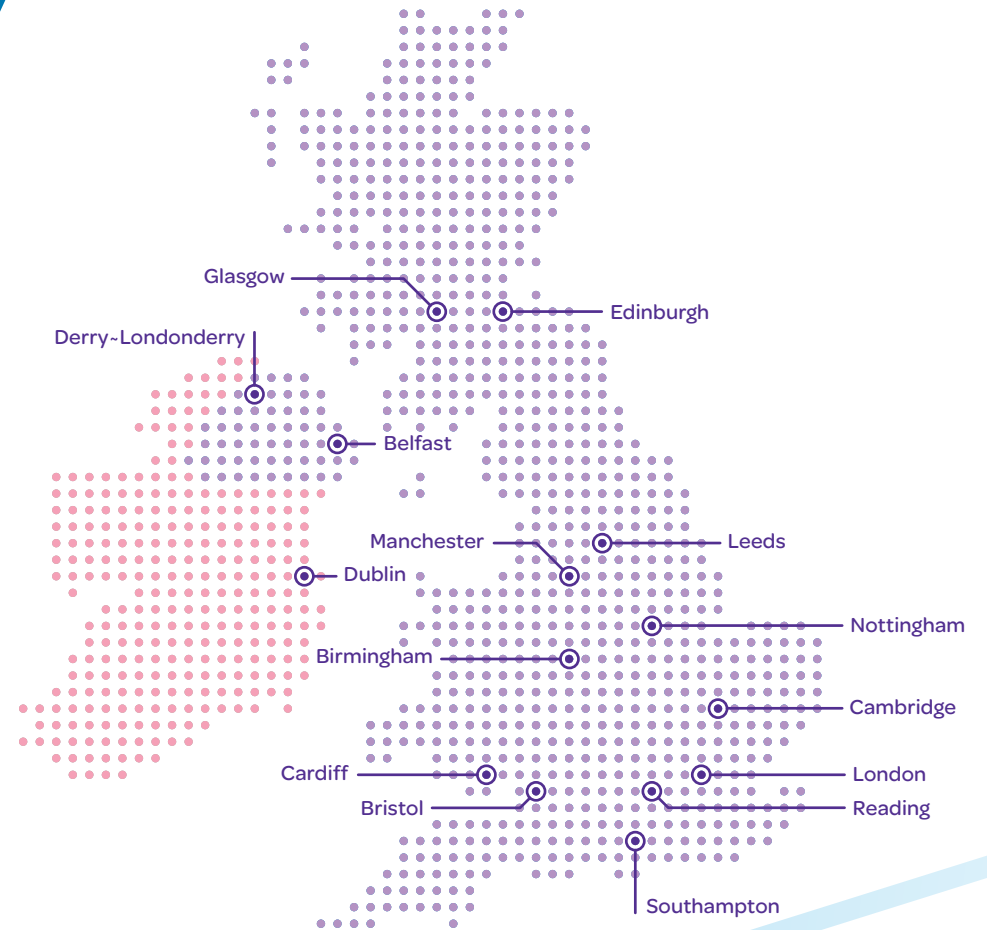 Glasgow
Edinburgh
Derry~Londonderry
Belfast
Manchester
Leeds
Dublin
Nottingham
Birmingham
Cambridge
Cardiff
London
Bristol
Reading
Southampton